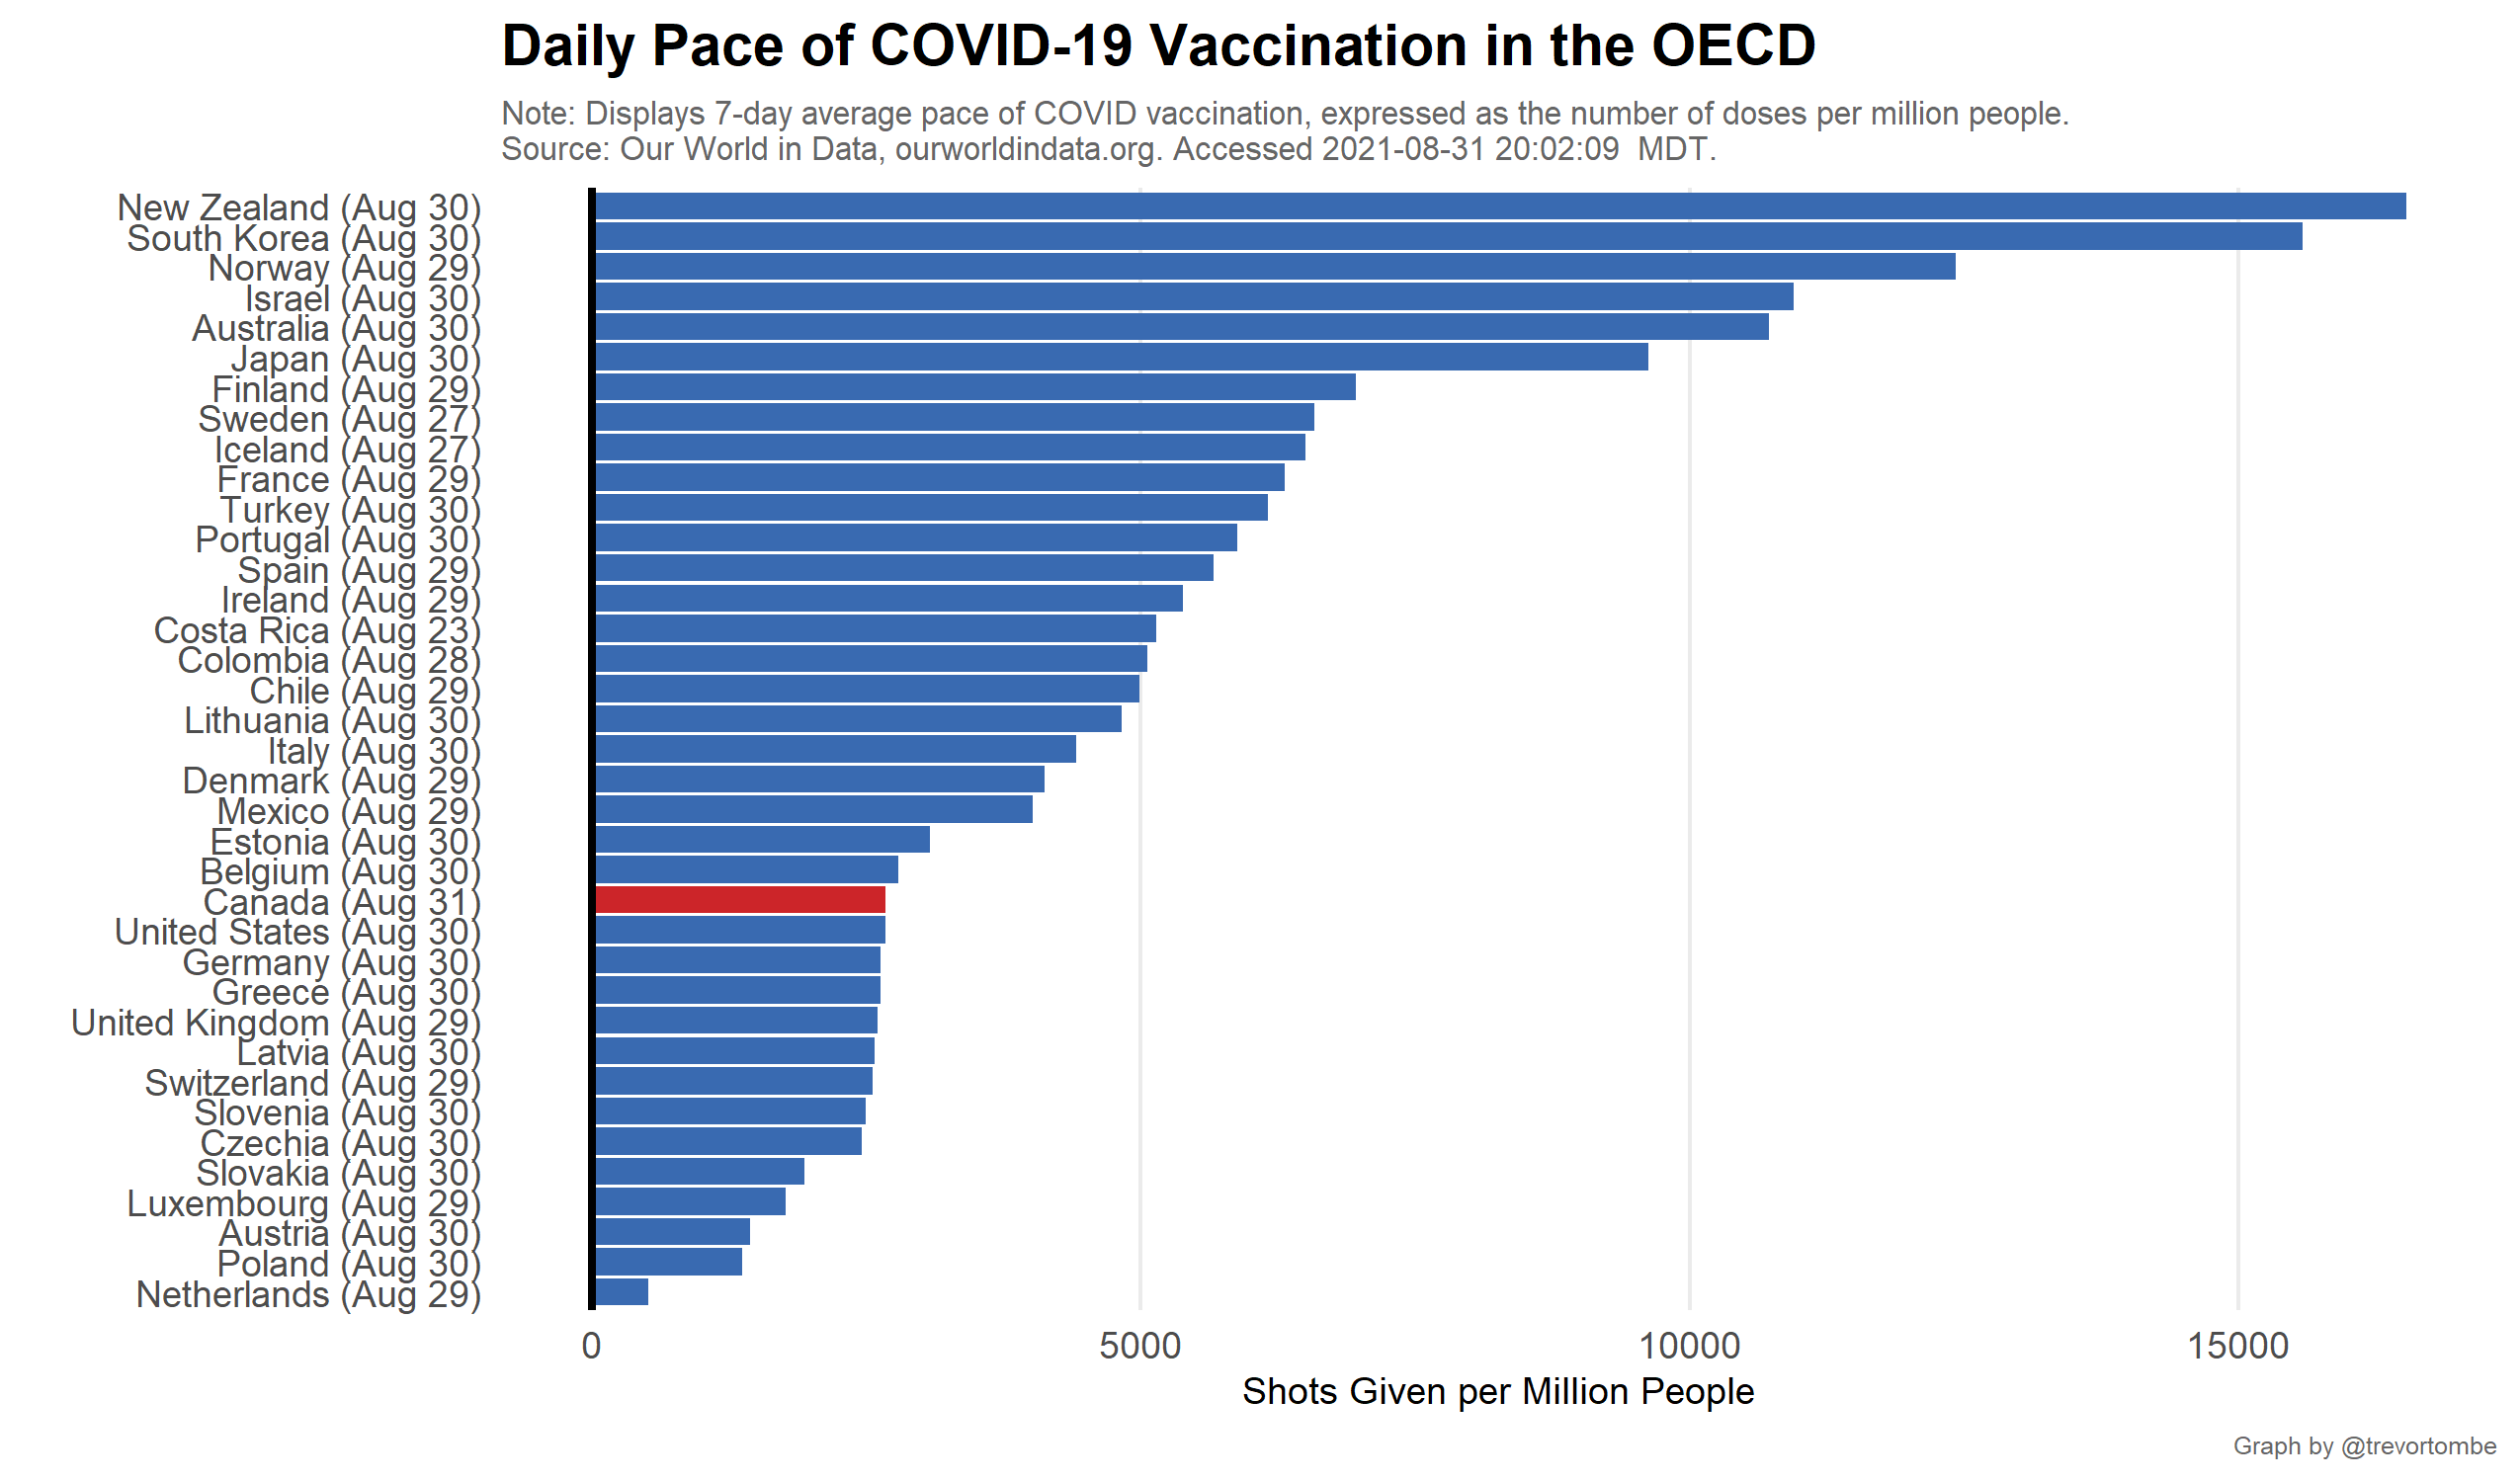 Daily Pace of COVID-19 Vaccination in the OECD
Note: Displays 7-day average pace of COVID vaccination, expressed as the number of doses per million people.
Source: Our World in Data, ourworldindata.org. Accessed 2021-08-31 20:02:09  MDT.
New Zealand (Aug 30)
South Korea (Aug 30)
Norway (Aug 29)
Israel (Aug 30)
Australia (Aug 30)
Japan (Aug 30)
Finland (Aug 29)
Sweden (Aug 27)
Iceland (Aug 27)
France (Aug 29)
Turkey (Aug 30)
Portugal (Aug 30)
Spain (Aug 29)
Ireland (Aug 29)
Costa Rica (Aug 23)
Colombia (Aug 28)
Chile (Aug 29)
Lithuania (Aug 30)
Italy (Aug 30)
Denmark (Aug 29)
Mexico (Aug 29)
Estonia (Aug 30)
Belgium (Aug 30)
Canada (Aug 31)
United States (Aug 30)
Germany (Aug 30)
Greece (Aug 30)
United Kingdom (Aug 29)
Latvia (Aug 30)
Switzerland (Aug 29)
Slovenia (Aug 30)
Czechia (Aug 30)
Slovakia (Aug 30)
Luxembourg (Aug 29)
Austria (Aug 30)
Poland (Aug 30)
Netherlands (Aug 29)
0 5000 10000 15000
Shots Given per Million People
Graph by @trevortombe